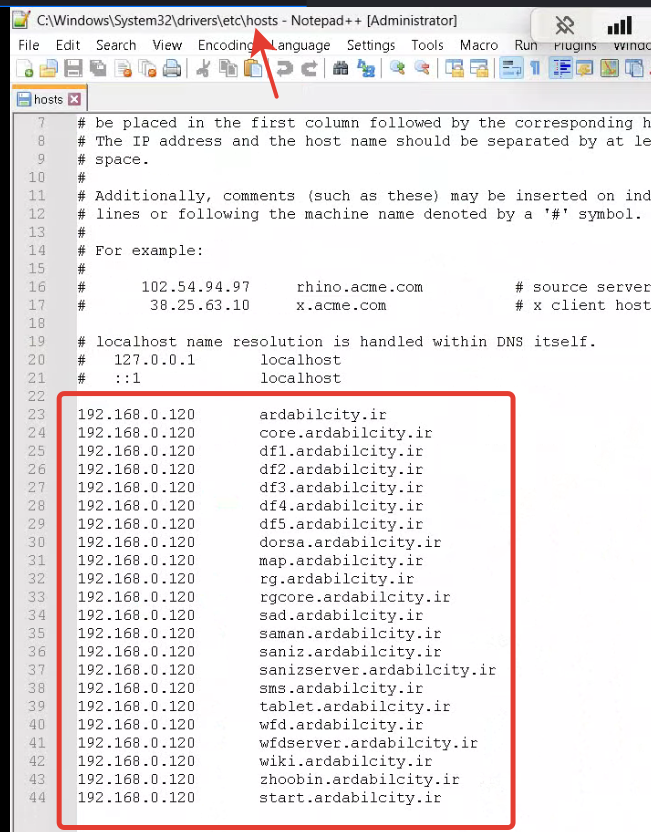 C:\Windows\System32\drivers\etc\hosts - Notepad++ [Administrator]
File Edit Search View Encoding Language Settings Tools Macro Run Plugins
hosts
7 # be placed in the first column followed by the corresponding h
8 # The IP address and the host name should be separated by at le
9 # space.
10 #
11 # Additionally, comments (such as these) may be inserted on ind
12 # lines or following the machine name denoted by a '#' symbol.
13 #
14 # For example:
15 #
16 # 102.54.94.97 rhino.acme.com # source server
17 # 38.25.63.10 x.acme.com # x client host
18
19 # localhost name resolution is handled within DNS itself.
20 # 127.0.0.1 localhost
21 # ::1 localhost
22
23 192.168.0.120 ardabilcity.ir
24 192.168.0.120 core.ardabilcity.ir
25 192.168.0.120 df1.ardabilcity.ir
26 192.168.0.120 df2.ardabilcity.ir
27 192.168.0.120 df3.ardabilcity.ir
28 192.168.0.120 df4.ardabilcity.ir
29 192.168.0.120 df5.ardabilcity.ir
30 192.168.0.120 dorsa.ardabilcity.ir
31 192.168.0.120 map.ardabilcity.ir
32 192.168.0.120 rg.ardabilcity.ir
33 192.168.0.120 rgcore.ardabilcity.ir
34 192.168.0.120 sad.ardabilcity.ir
35 192.168.0.120 saman.ardabilcity.ir
36 192.168.0.120 saniz.ardabilcity.ir
37 192.168.0.120 sanizserver.ardabilcity.ir
38 192.168.0.120 sms.ardabilcity.ir
39 192.168.0.120 tablet.ardabilcity.ir
40 192.168.0.120 wfd.ardabilcity.ir
41 192.168.0.120 wfdserver.ardabilcity.ir
42 192.168.0.120 wiki.ardabilcity.ir
43 192.168.0.120 zhoobin.ardabilcity.ir
44 192.168.0.120 start.ardabilcity.ir